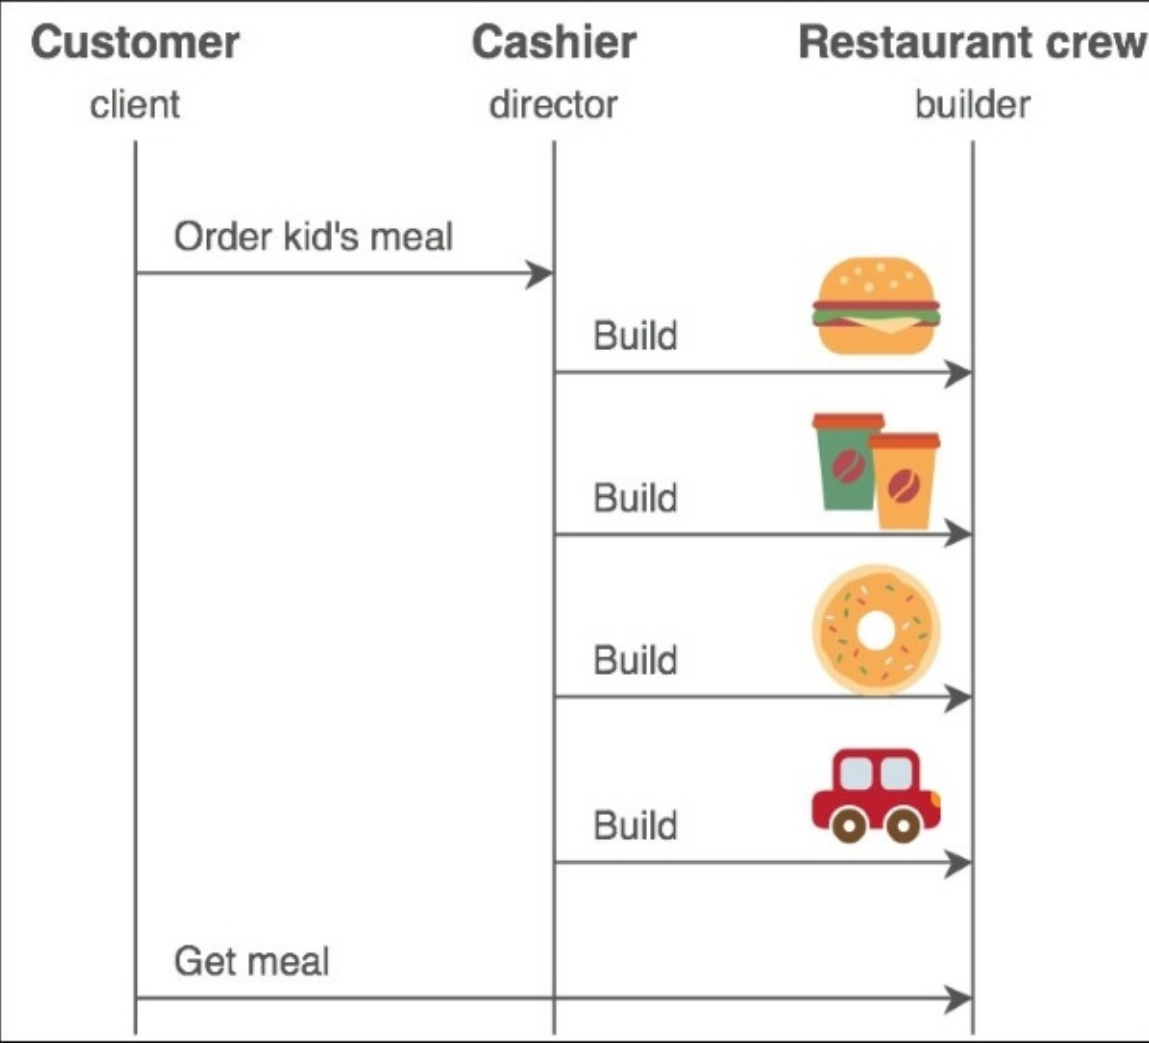 Customer
Cashier
Restaurant crew
client
director
builder
Order kid's meal
Build
Build
Build
Build
Get meal